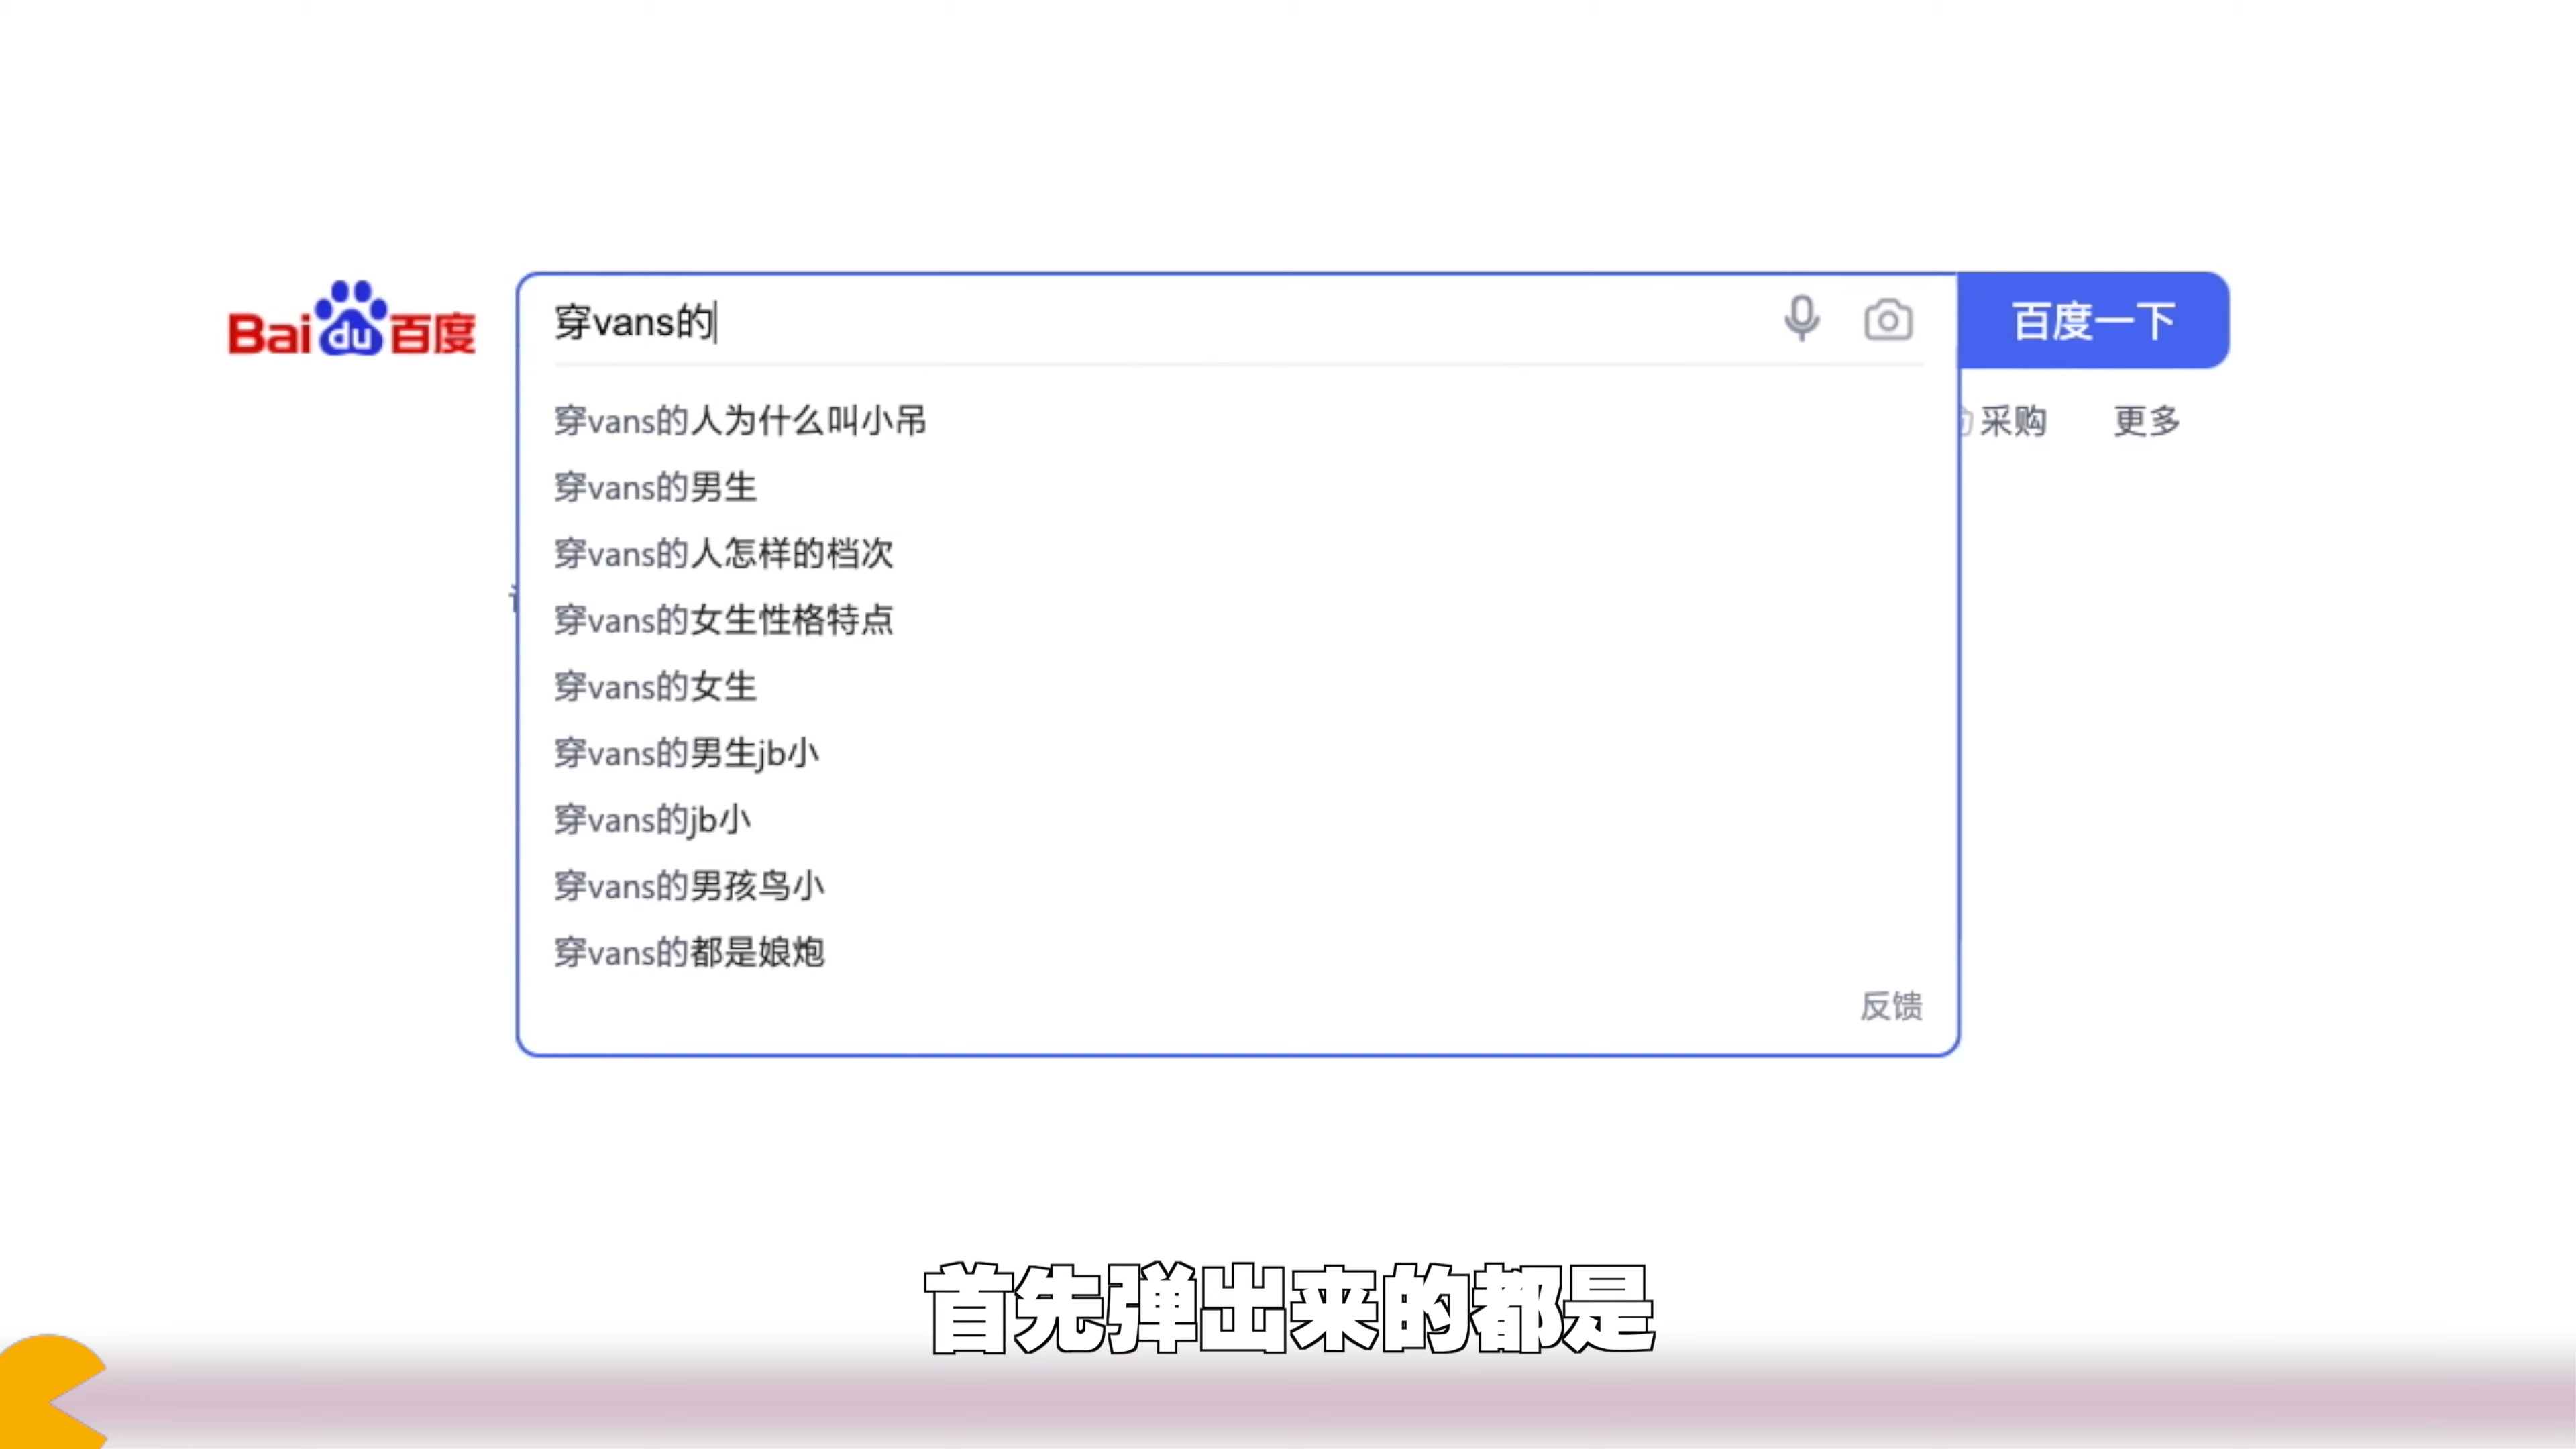 Baidu百度
穿vans的
百度一下
穿vans的人为什么叫小吊
采购
更多
穿vans的男生
穿vans的人怎样的档次
穿vans的女生性格特点
穿vans的女生
穿vans的男生jb小
穿vans的jb小
穿vans的男孩鸟小
穿vans的都是娘炮
反馈
首先弹出来的都是